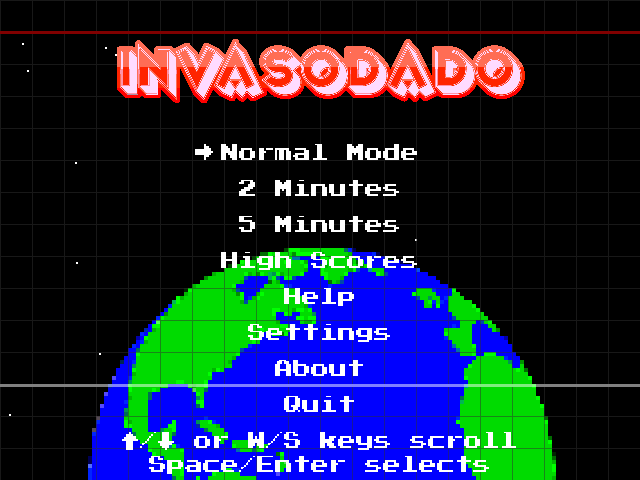 INVASODADO
→Normal Mode
2 Minutes
5 Minutes
High Scores
Help
Settings
About
Quit
↑/↓ or W/S keys scroll
Space/Enter selects